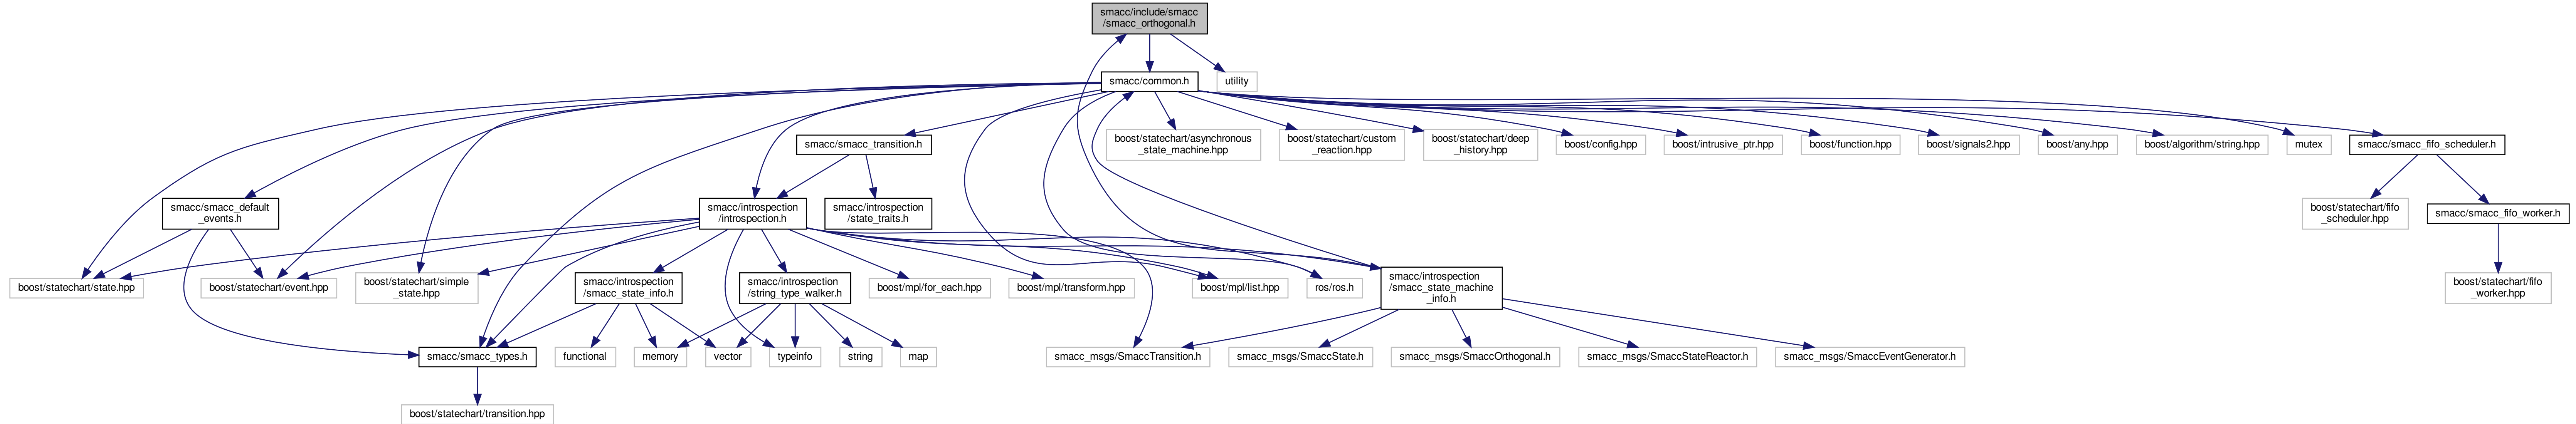 smacc/include/smacc
/smacc_orthogonal.h
smacc/common.h
utility
smacc/smacc_transition.h
boost/statechart/asynchronous
_state_machine.hpp
boost/statechart/custom
_reaction.hpp
boost/statechart/deep
_history.hpp
boost/config.hpp
boost/intrusive_ptr.hpp
boost/function.hpp
boost/signals2.hpp
boost/any.hpp
boost/algorithm/string.hpp
mutex
smacc/smacc_fifo_scheduler.h
smacc/smacc_default
_events.h
smacc/introspection
/introspection.h
smacc/introspection
/state_traits.h
boost/statechart/fifo
_scheduler.hpp
smacc/smacc_fifo_worker.h
boost/statechart/state.hpp
boost/statechart/event.hpp
boost/statechart/simple
_state.hpp
smacc/introspection
/smacc_state_info.h
smacc/introspection
/string_type_walker.h
boost/mpl/for_each.hpp
boost/mpl/transform.hpp
boost/mpl/list.hpp
ros/ros.h
smacc/introspection
/smacc_state_machine
_info.h
boost/statechart/fifo
_worker.hpp
smacc/smacc_types.h
functional
memory
vector
typeinfo
string
map
smacc_msgs/SmaccTransition.h
smacc_msgs/SmaccState.h
smacc_msgs/SmaccOrthogonal.h
smacc_msgs/SmaccStateReactor.h
smacc_msgs/SmaccEventGenerator.h
boost/statechart/transition.hpp